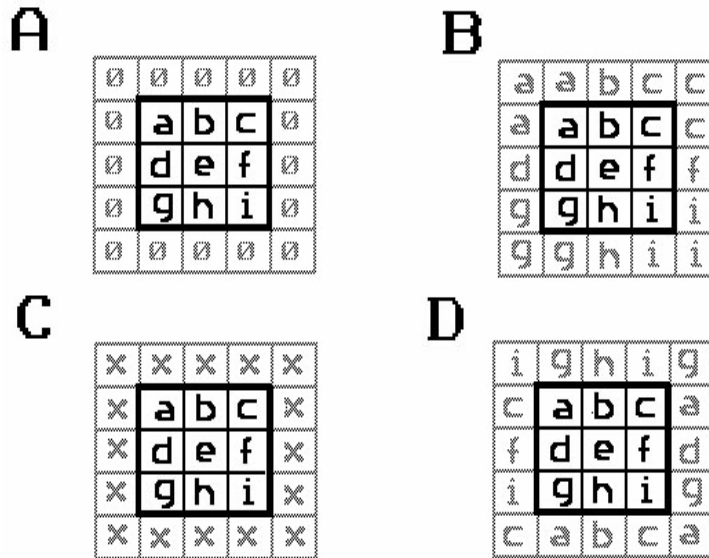 A
0 0 0 0 0
0 a b c 0
0 d e f 0
0 g h i 0
0 0 0 0 0
B
a a b c c
a a b c c
d d e f f
g g h i i
g g h i i
C
x x x x x
x a b c x
x d e f x
x g h i x
x x x x x
D
i g h i g
c a b c a
f d e f d
i g h i g
c a b c a